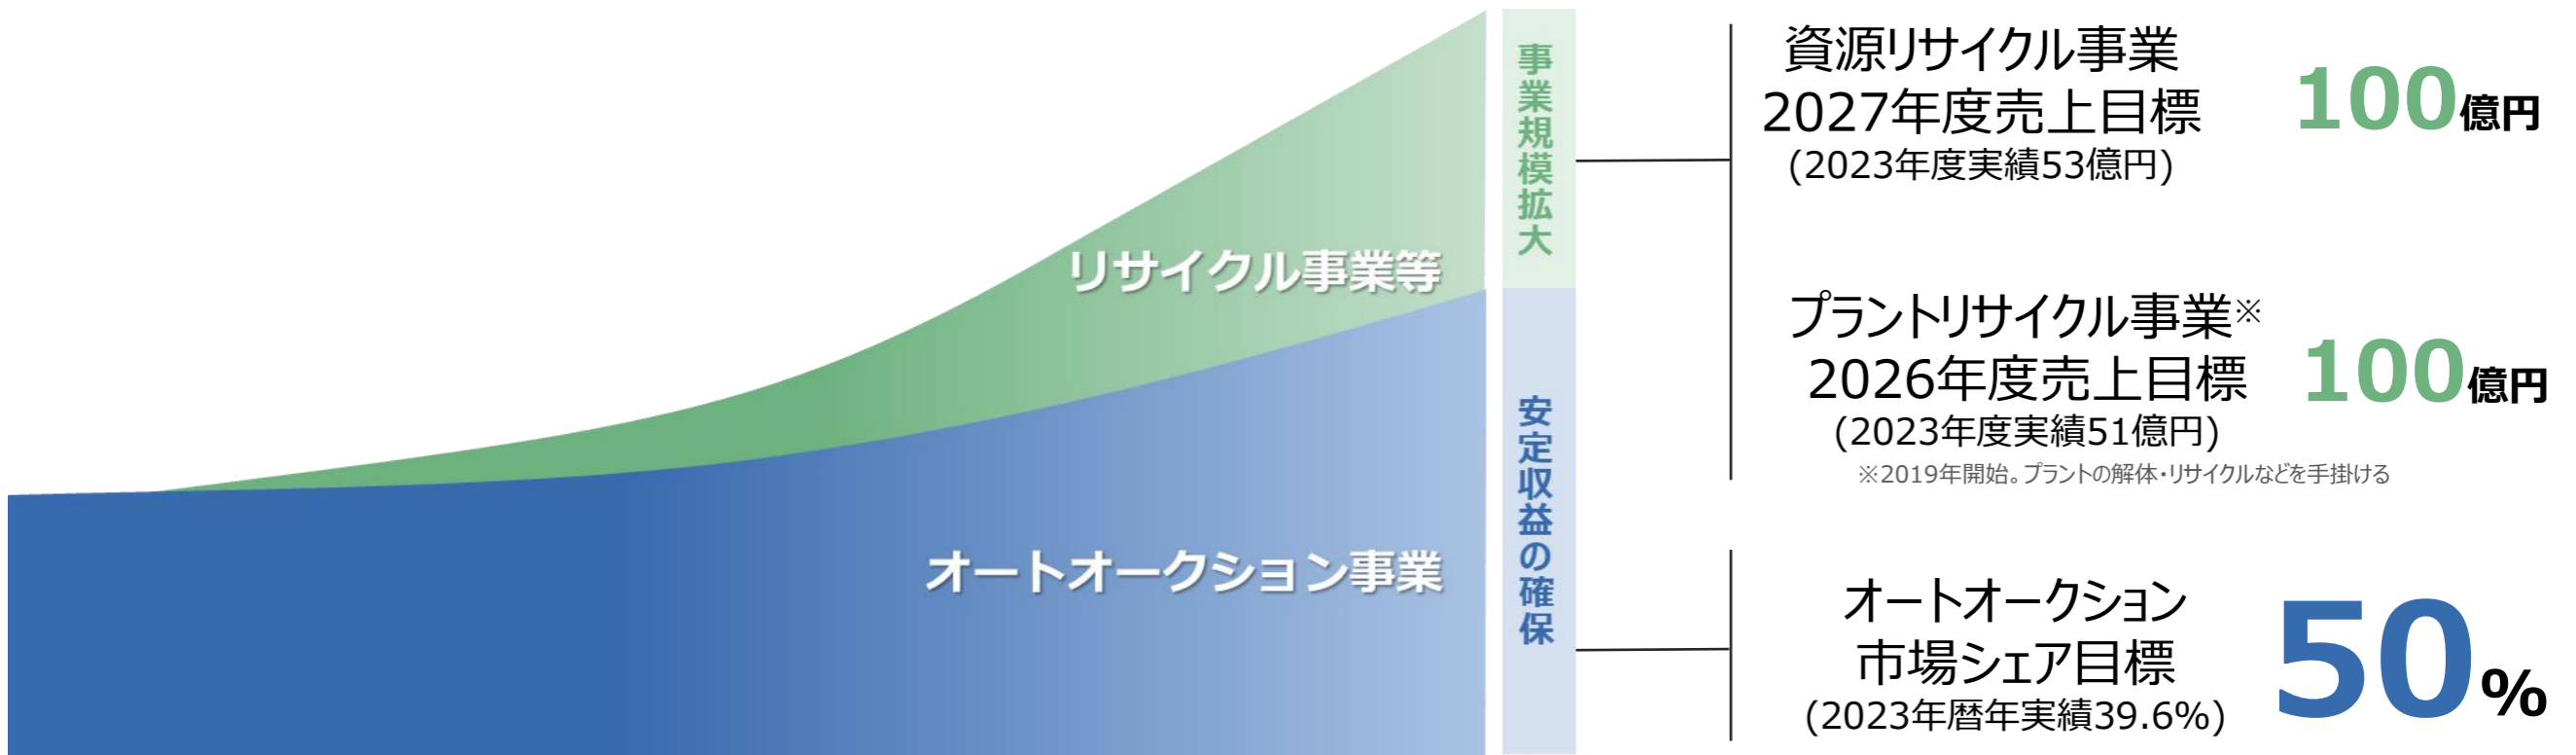 リサイクル事業等
オートオークション事業
事業規模拡大
安定収益の確保
資源リサイクル事業
2027年度売上目標
(2023年度実績53億円)
100億円
プラントリサイクル事業※
2026年度売上目標
(2023年度実績51億円)
100億円
※2019年開始。プラントの解体・リサイクルなどを手掛ける
オートオークション
市場シェア目標
(2023年暦年実績39.6%)
50%